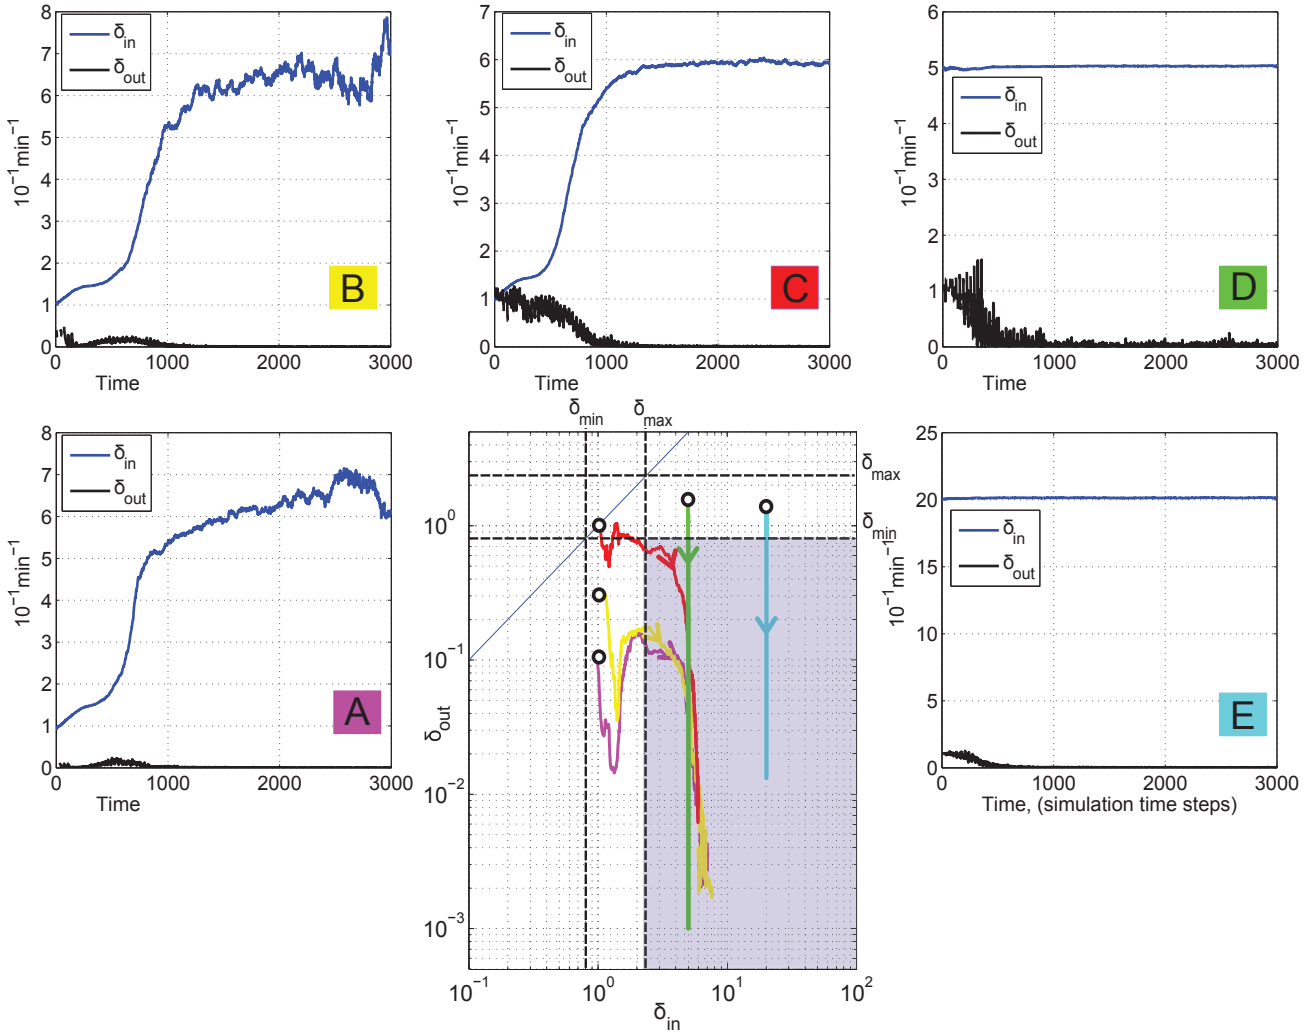 8
7
6
5
4
3
2
1
0
10⁻¹min⁻¹
δin
δout
B
0 1000 2000 3000
Time
7
6
5
4
3
2
1
0
10⁻¹min⁻¹
δin
δout
C
0 1000 2000 3000
Time
6
5
4
3
2
1
0
10⁻¹min⁻¹
δin
δout
D
0 1000 2000 3000
Time
8
7
6
5
4
3
2
1
0
10⁻¹min⁻¹
δin
δout
A
0 1000 2000 3000
Time
δmin δmax
δmax
δmin
10⁰
10⁻¹
10⁻²
10⁻³
δout
10⁻¹ 10⁰ 10¹ 10²
δin
25
20
15
10
5
0
10⁻¹min⁻¹
δin
δout
E
0 1000 2000 3000
Time, (simulation time steps)